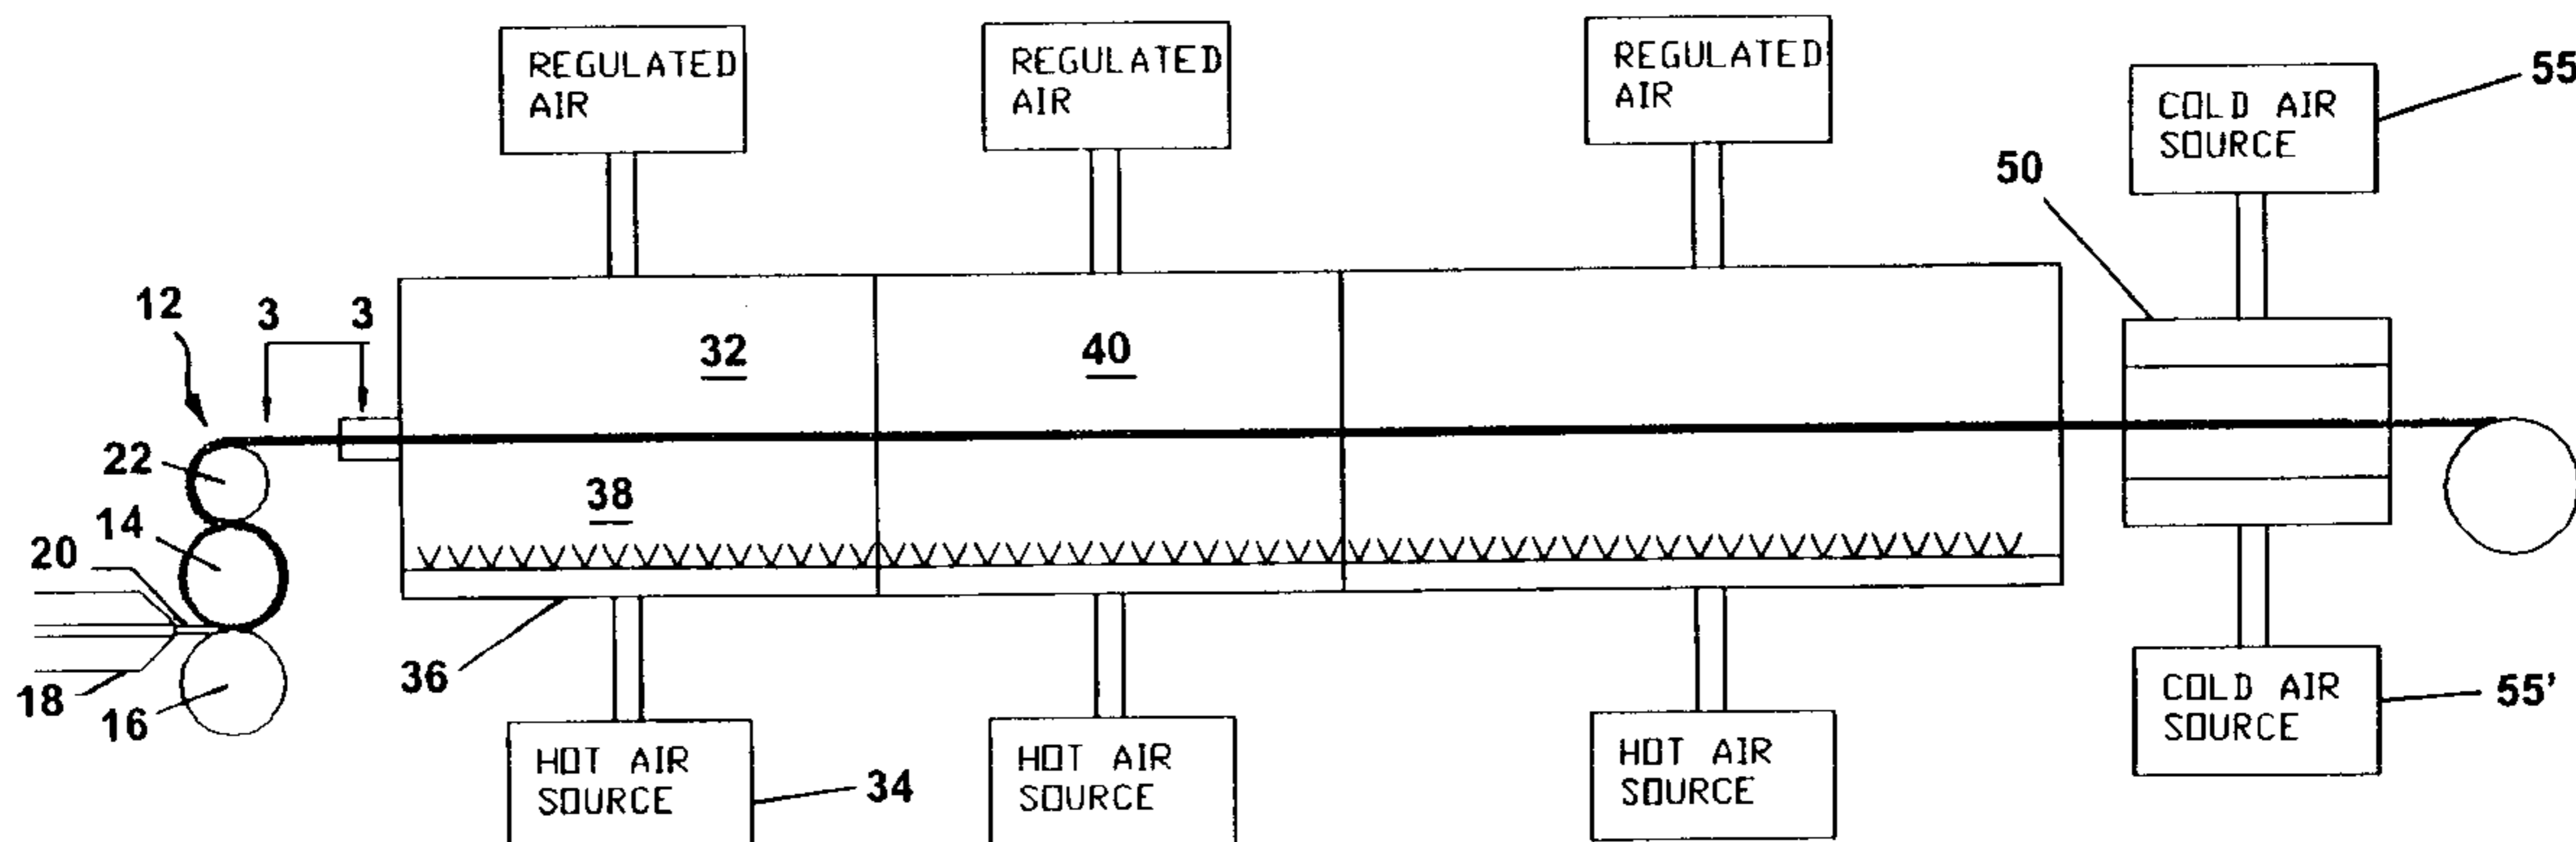 REGULATED
AIR
REGULATED
AIR
REGULATED
AIR
COLD AIR
SOURCE
55
50
12
3
3
32
40
22
38
14
20
18
16
36
HOT AIR
SOURCE
34
HOT AIR
SOURCE
HOT AIR
SOURCE
COLD AIR
SOURCE
55'